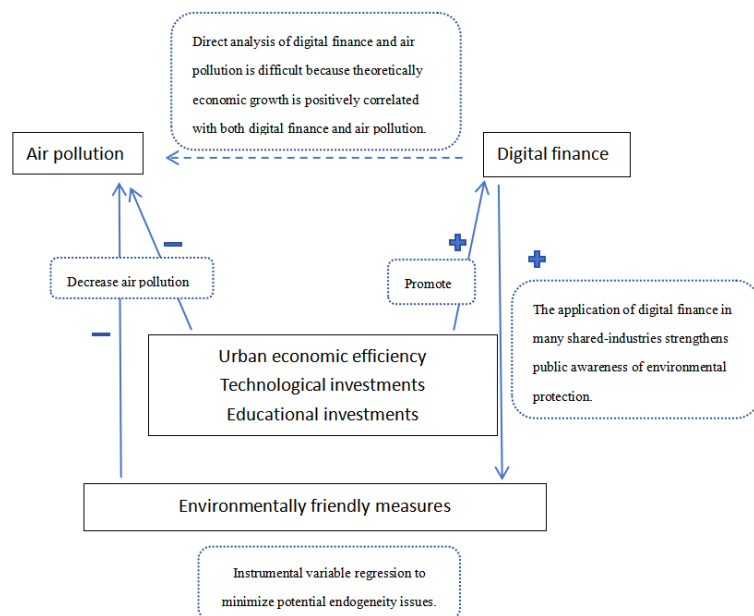 Direct analysis of digital finance and air
pollution is difficult because theoretically
economic growth is positively correlated
with both digital finance and air pollution.
Air pollution
Digital finance
Decrease air pollution
Promote
The application of digital finance in
many shared-industries strengthens
public awareness of environmental
protection.
Urban economic efficiency
Technological investments
Educational investments
Environmentally friendly measures
Instrumental variable regression to
minimize potential endogeneity issues.